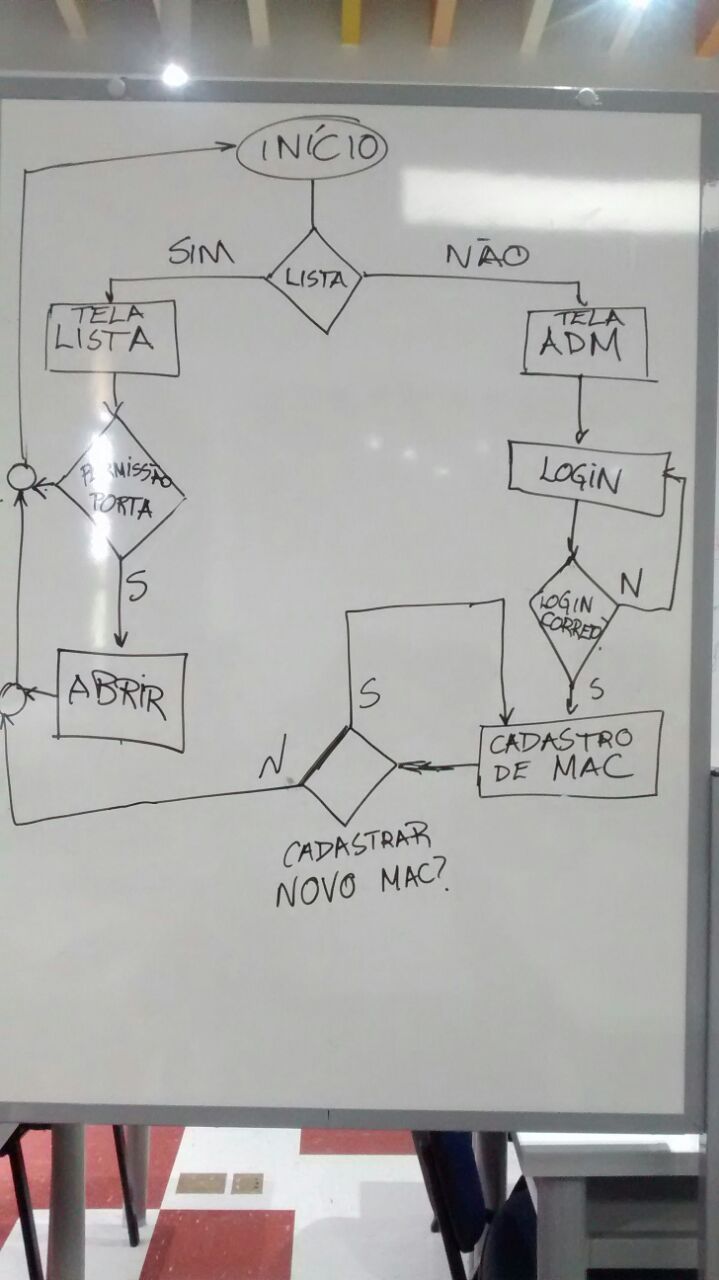 INÍCIO
SIM
NÃO
LISTA
TELA
LISTA
TELA
ADM
PERMISSÃO
PORTA
LOGIN
S
LOGIN
CORRETO
N
S
ABRIR
S
CADASTRO
DE MAC
N
CADASTRAR
NOVO MAC?